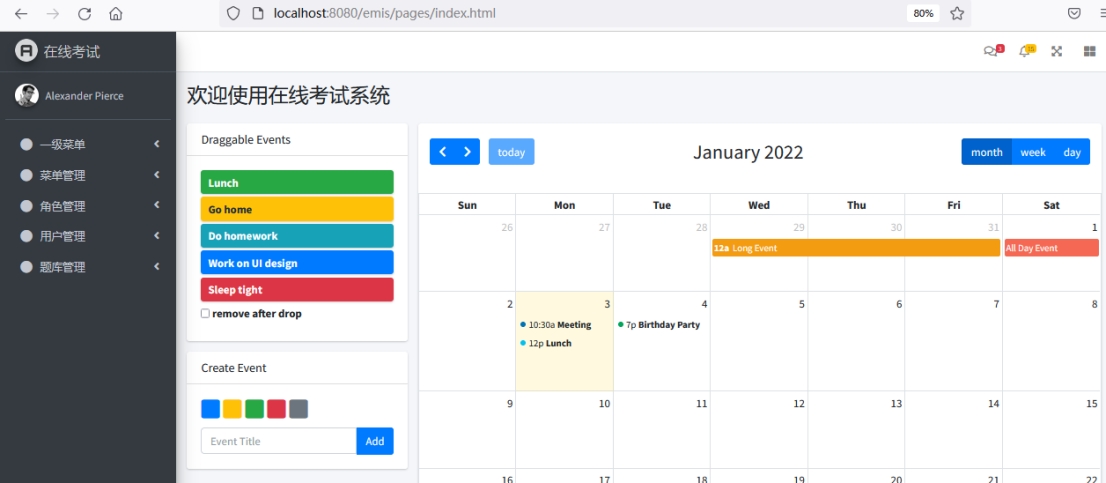 localhost:8080/emis/pages/index.html
80%
在线考试
3
15
Alexander Pierce
欢迎使用在线考试系统
一级菜单
菜单管理
角色管理
用户管理
题库管理
Draggable Events
Lunch
Go home
Do homework
Work on UI design
Sleep tight
remove after drop
Create Event
Event Title
Add
today
January 2022
month
week
day
Sun Mon Tue Wed Thu Fri Sat
26 27 28 29 30 31 1
12a Long Event
All Day Event
2 3 4 5 6 7 8
10:30a Meeting
7p Birthday Party
12p Lunch
9 10 11 12 13 14 15
16 17 18 19 20 21 22